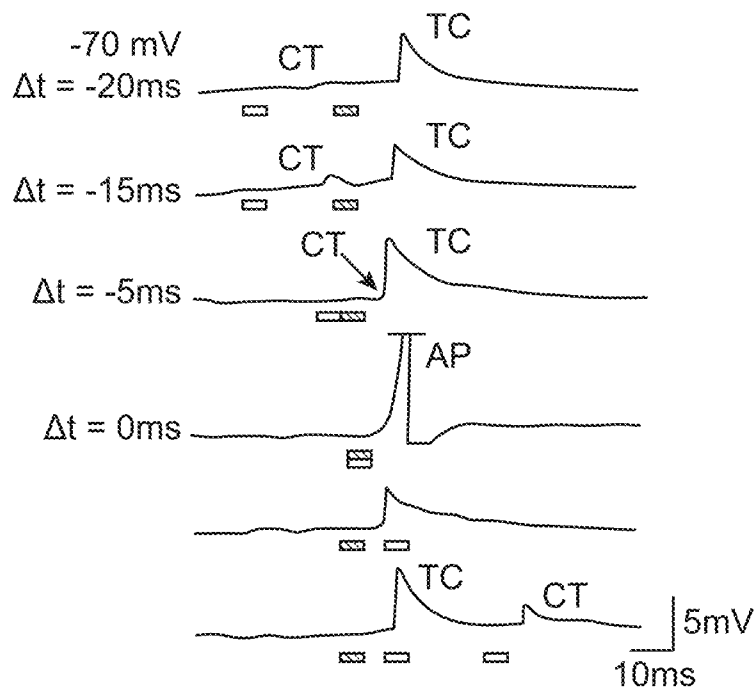 -70 mV
CT TC
Δt = -20ms
CT TC
Δt = -15ms
CT TC
Δt = -5ms
AP
Δt = 0ms
TC CT
5mV
10ms